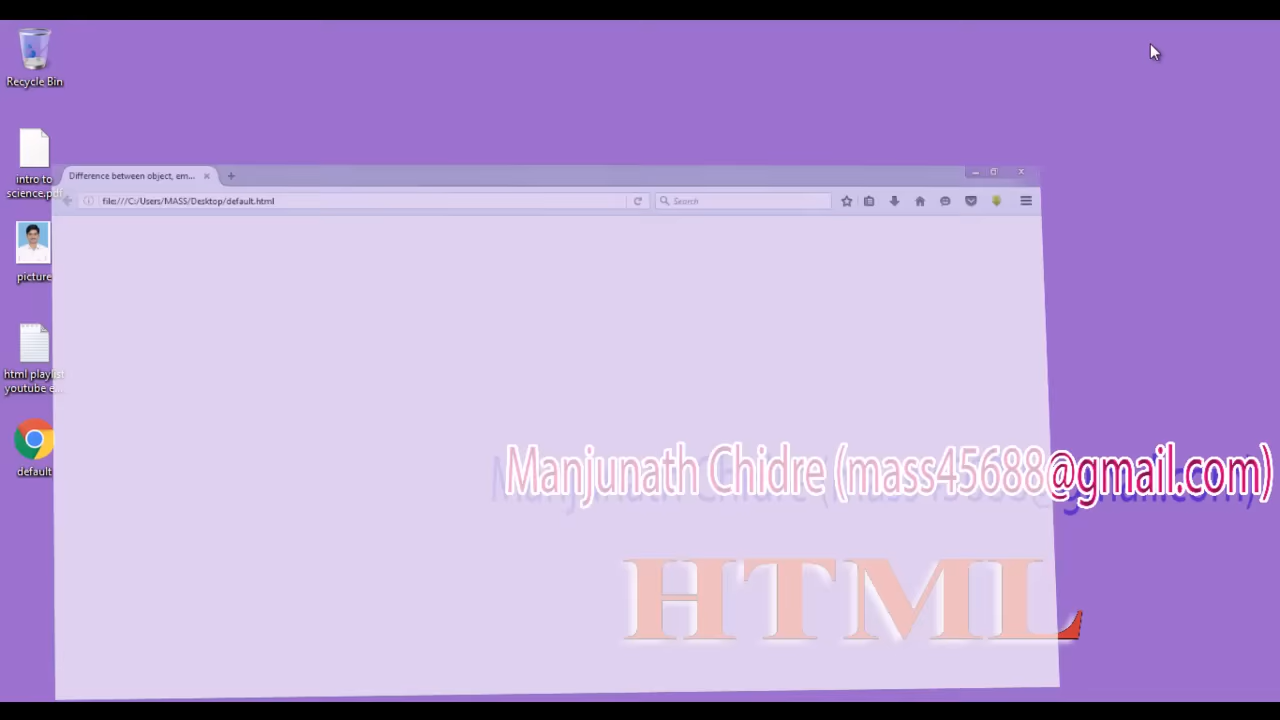 Recycle Bin
intro to
science.pdf
picture
html playlist
youtube e...
default
Difference between object, em...
file:///C:/Users/MASS/Desktop/default.html
Search
Manjunath Chidre (mass45688@gmail.com)
HTML